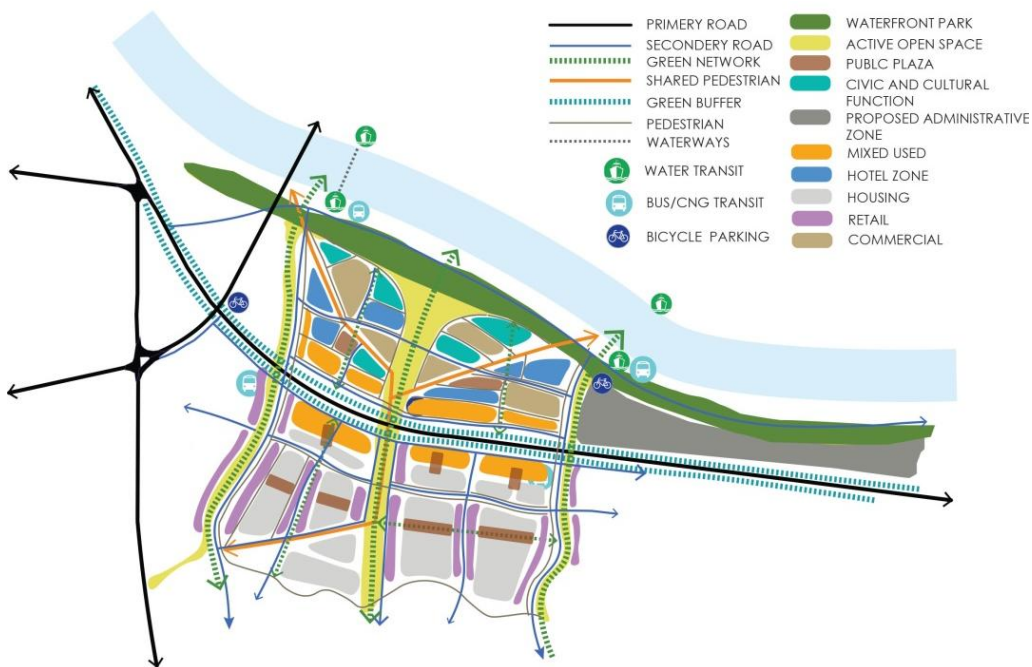 PRIMERY ROAD
SECONDERY ROAD
GREEN NETWORK
SHARED PEDESTRIAN
GREEN BUFFER
PEDESTRIAN
WATERWAYS
WATER TRANSIT
BUS/CNG TRANSIT
BICYCLE PARKING
WATERFRONT PARK
ACTIVE OPEN SPACE
PUBLC PLAZA
CIVIC AND CULTURAL
FUNCTION
PROPOSED ADMINISTRATIVE
ZONE
MIXED USED
HOTEL ZONE
HOUSING
RETAIL
COMMERCIAL